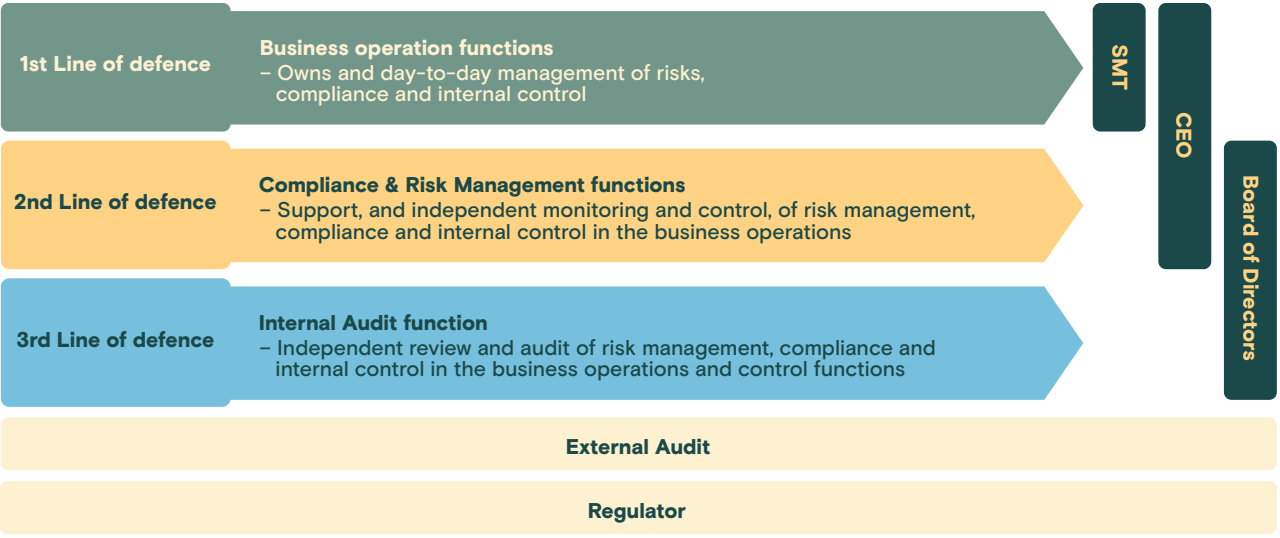 1st Line of defence
Business operation functions
– Owns and day-to-day management of risks,
compliance and internal control
SMT
CEO
2nd Line of defence
Compliance & Risk Management functions
– Support, and independent monitoring and control, of risk management,
compliance and internal control in the business operations
Board of Directors
3rd Line of defence
Internal Audit function
– Independent review and audit of risk management, compliance and
internal control in the business operations and control functions
External Audit
Regulator